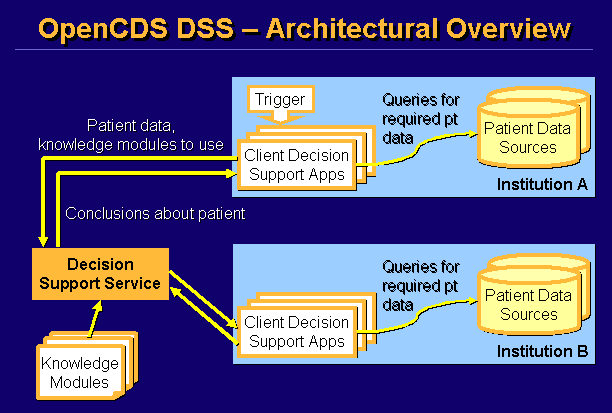 OpenCDS DSS – Architectural Overview
Trigger
Queries for
required pt
data
Patient Data
Sources
Patient data,
knowledge modules to use
Client Decision
Support Apps
Institution A
Conclusions about patient
Decision
Support Service
Queries for
required pt
data
Patient Data
Sources
Client Decision
Support Apps
Institution B
Knowledge
Modules